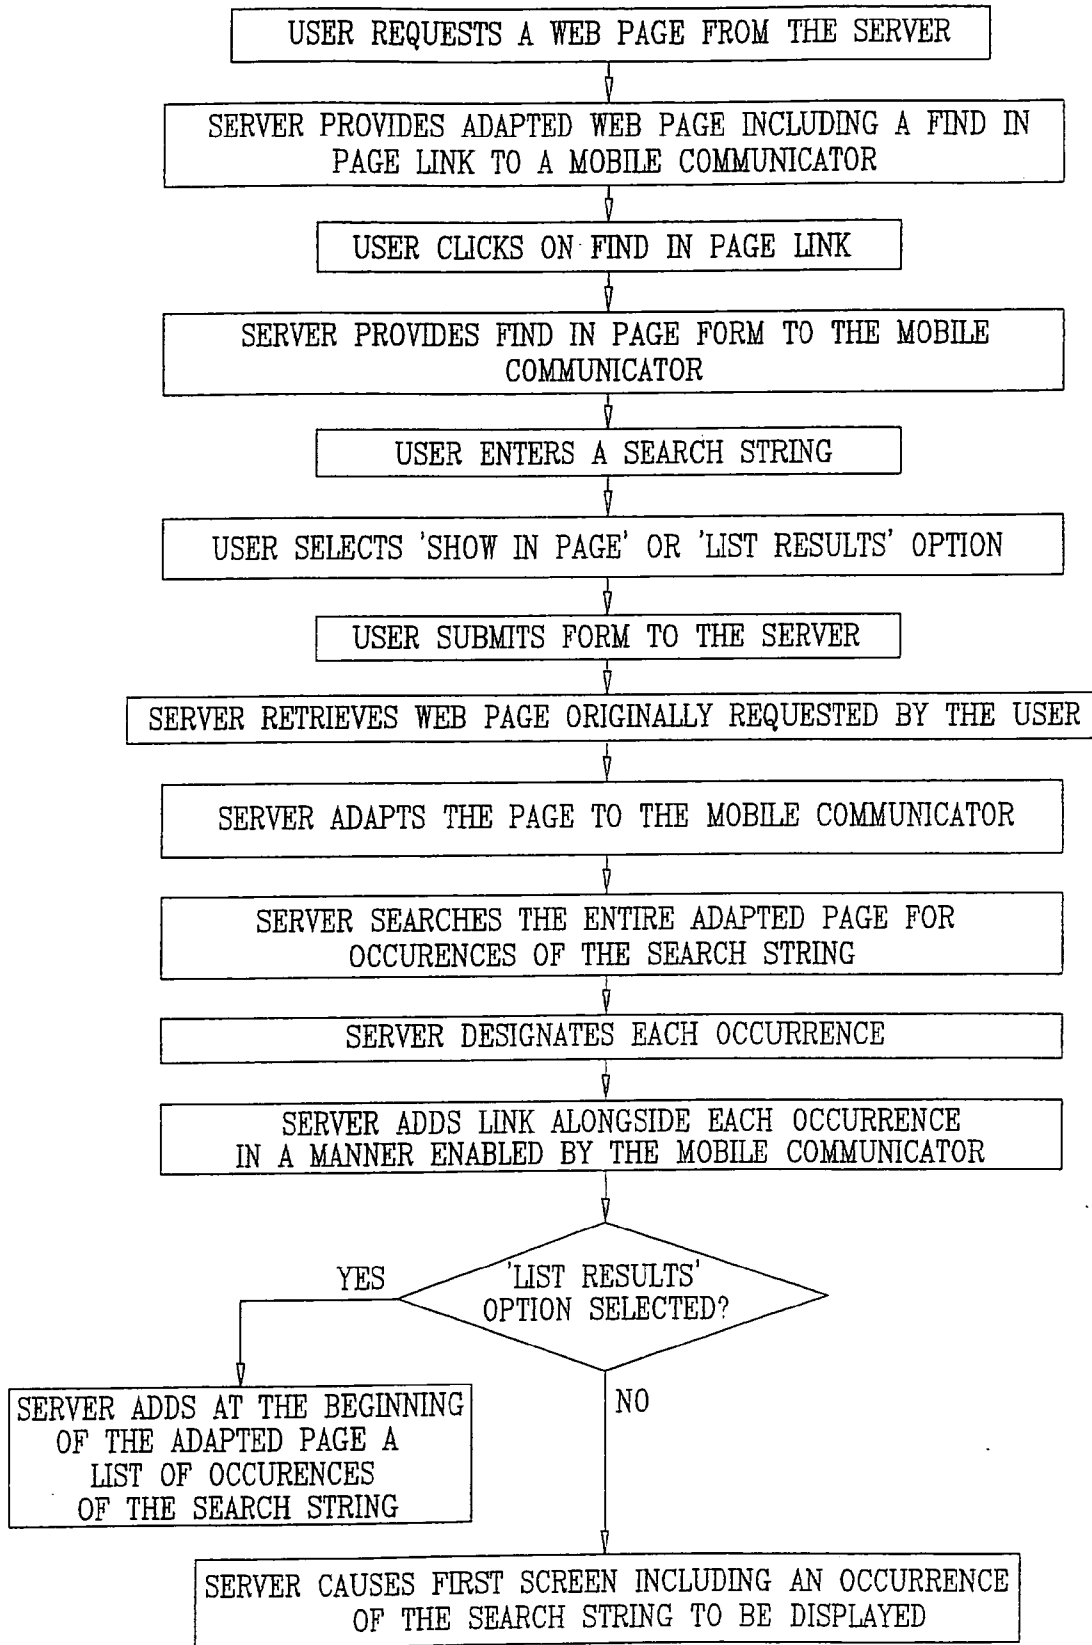 USER REQUESTS A WEB PAGE FROM THE SERVER
SERVER PROVIDES ADAPTED WEB PAGE INCLUDING A FIND IN
PAGE LINK TO A MOBILE COMMUNICATOR
USER CLICKS ON FIND IN PAGE LINK
SERVER PROVIDES FIND IN PAGE FORM TO THE MOBILE
COMMUNICATOR
USER ENTERS A SEARCH STRING
USER SELECTS 'SHOW IN PAGE' OR 'LIST RESULTS' OPTION
USER SUBMITS FORM TO THE SERVER
SERVER RETRIEVES WEB PAGE ORIGINALLY REQUESTED BY THE USER
SERVER ADAPTS THE PAGE TO THE MOBILE COMMUNICATOR
SERVER SEARCHES THE ENTIRE ADAPTED PAGE FOR
OCCURENCES OF THE SEARCH STRING
SERVER DESIGNATES EACH OCCURRENCE
SERVER ADDS LINK ALONGSIDE EACH OCCURRENCE
IN A MANNER ENABLED BY THE MOBILE COMMUNICATOR
'LIST RESULTS'
OPTION SELECTED?
YES
NO
SERVER ADDS AT THE BEGINNING
OF THE ADAPTED PAGE A
LIST OF OCCURENCES
OF THE SEARCH STRING
SERVER CAUSES FIRST SCREEN INCLUDING AN OCCURRENCE
OF THE SEARCH STRING TO BE DISPLAYED